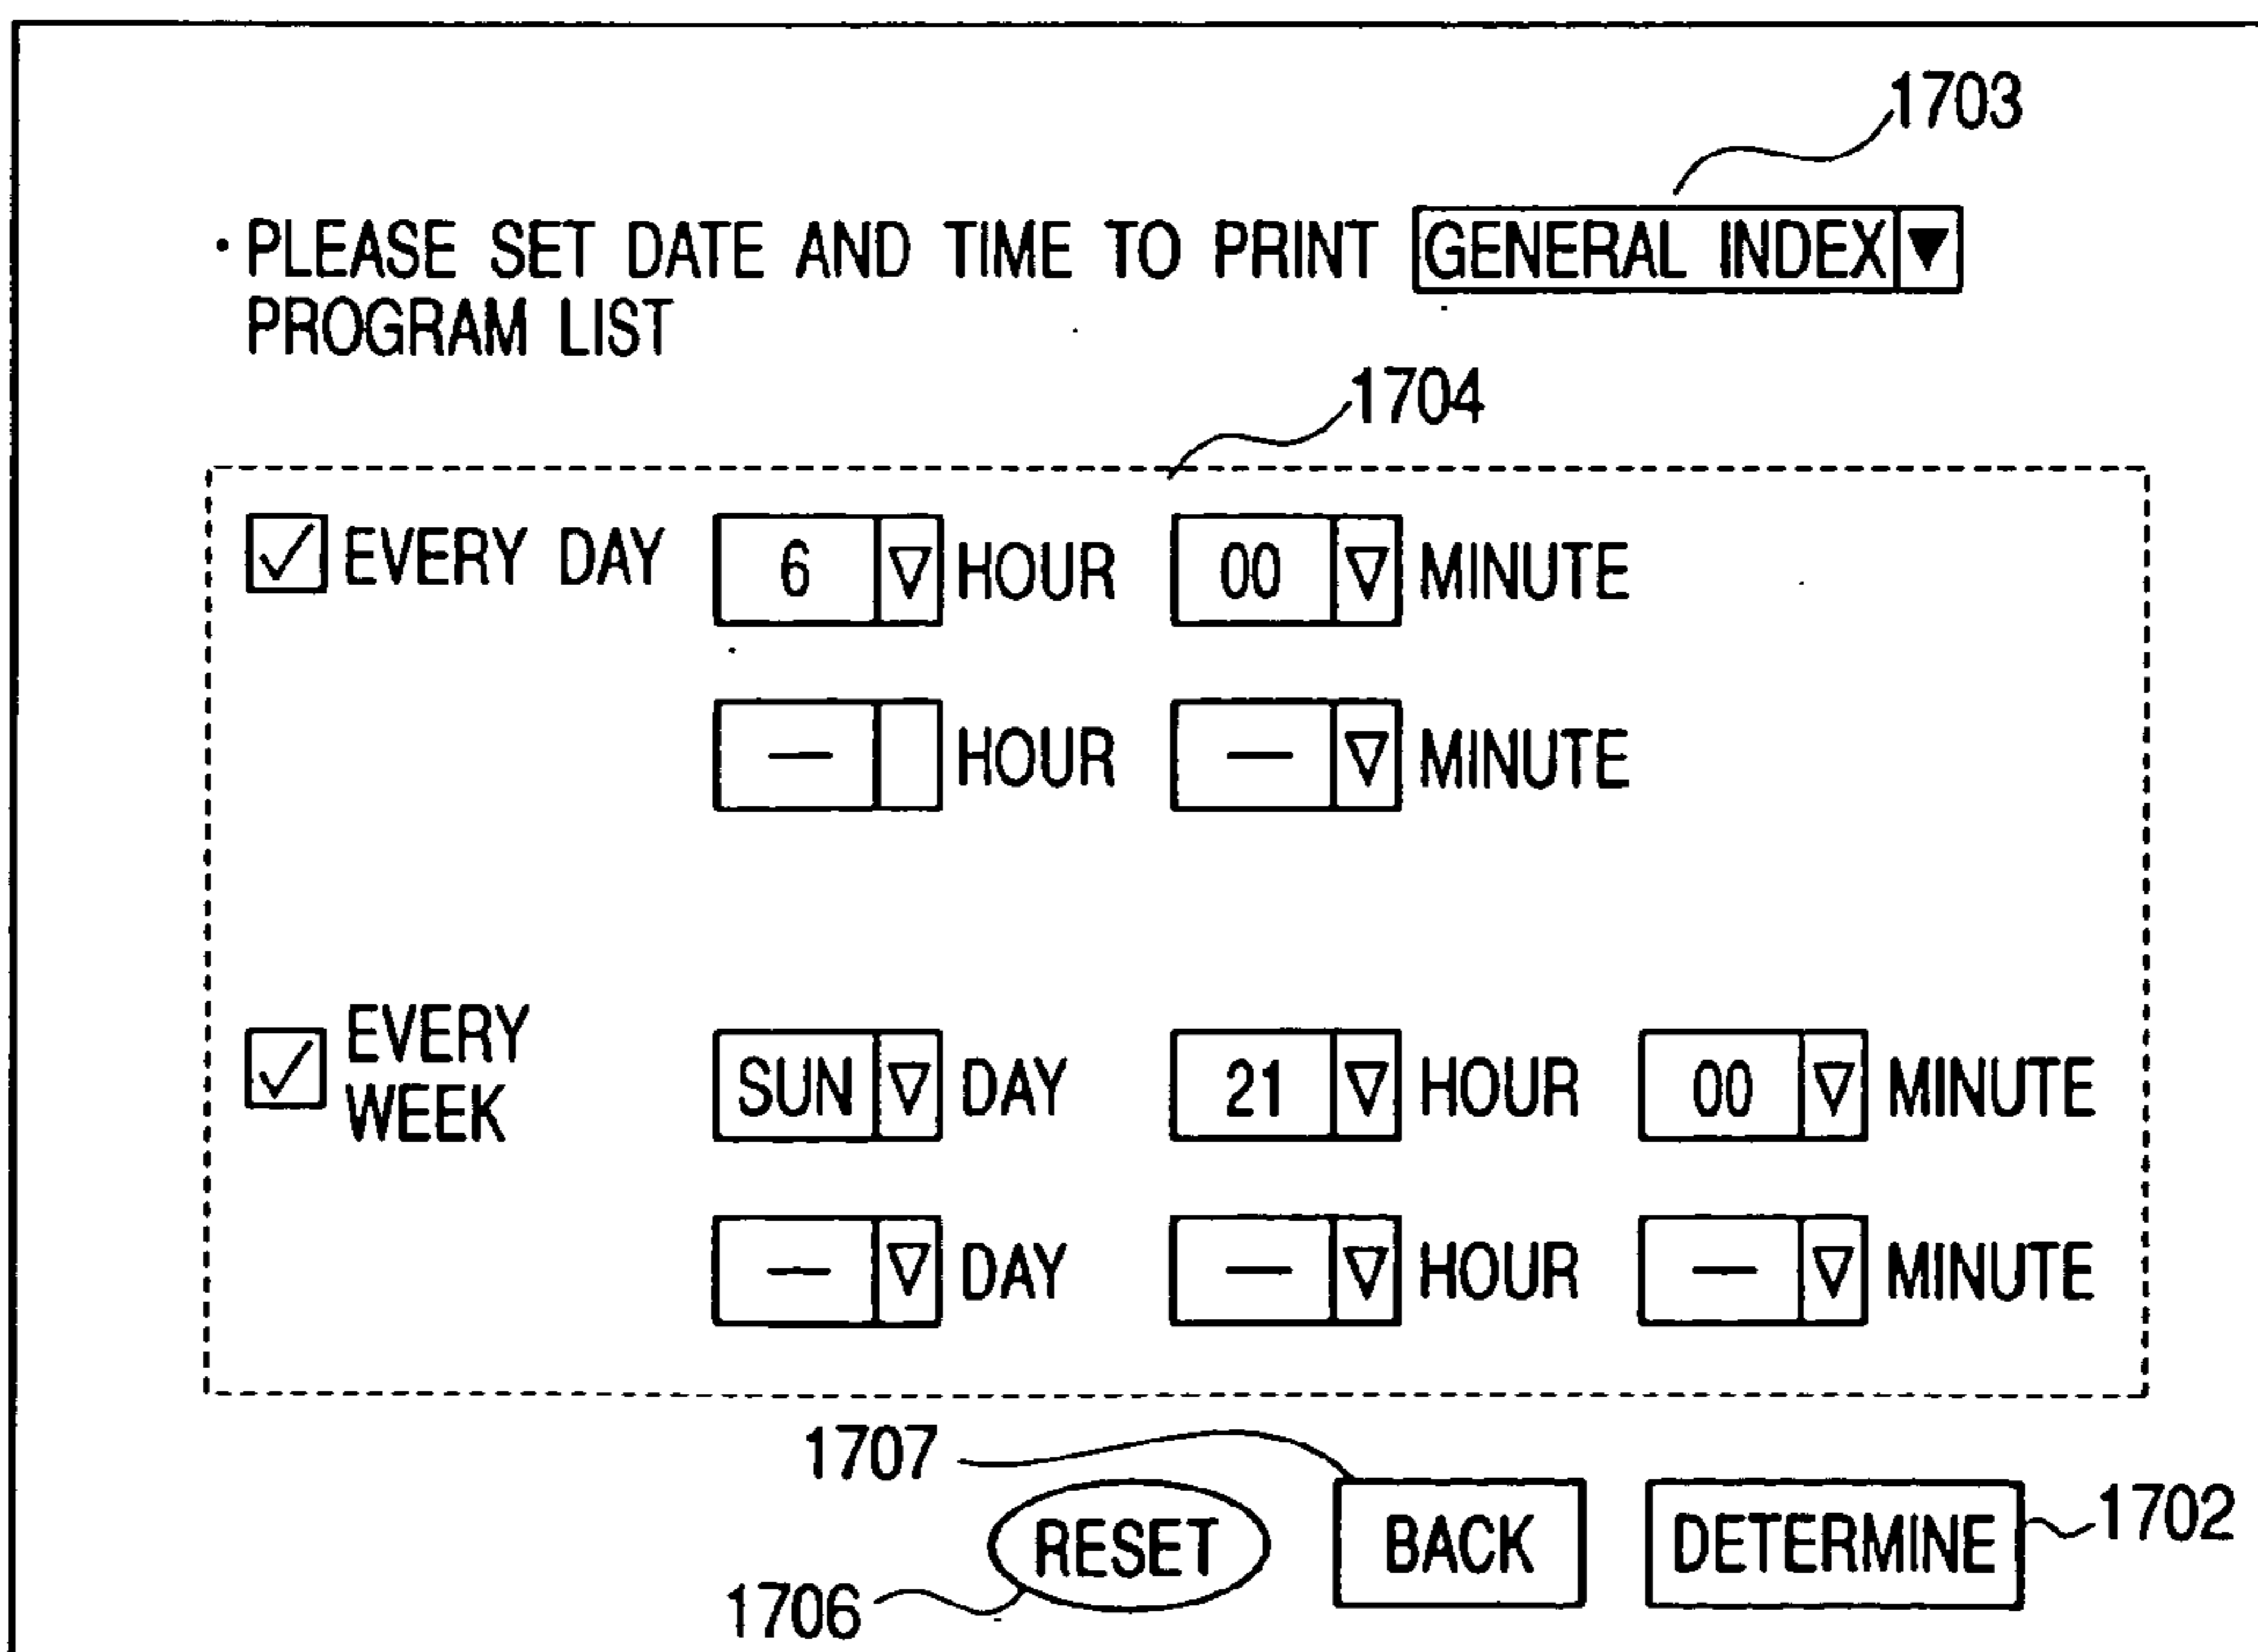 1703
・PLEASE SET DATE AND TIME TO PRINT GENERAL INDEX ▼
PROGRAM LIST
1704
EVERY DAY 6 ▽ HOUR 00 ▽ MINUTE
— HOUR — ▽ MINUTE
EVERY
WEEK
SUN ▽ DAY 21 ▽ HOUR 00 ▽ MINUTE
— ▽ DAY — ▽ HOUR — ▽ MINUTE
1707
RESET BACK DETERMINE 1702
1706